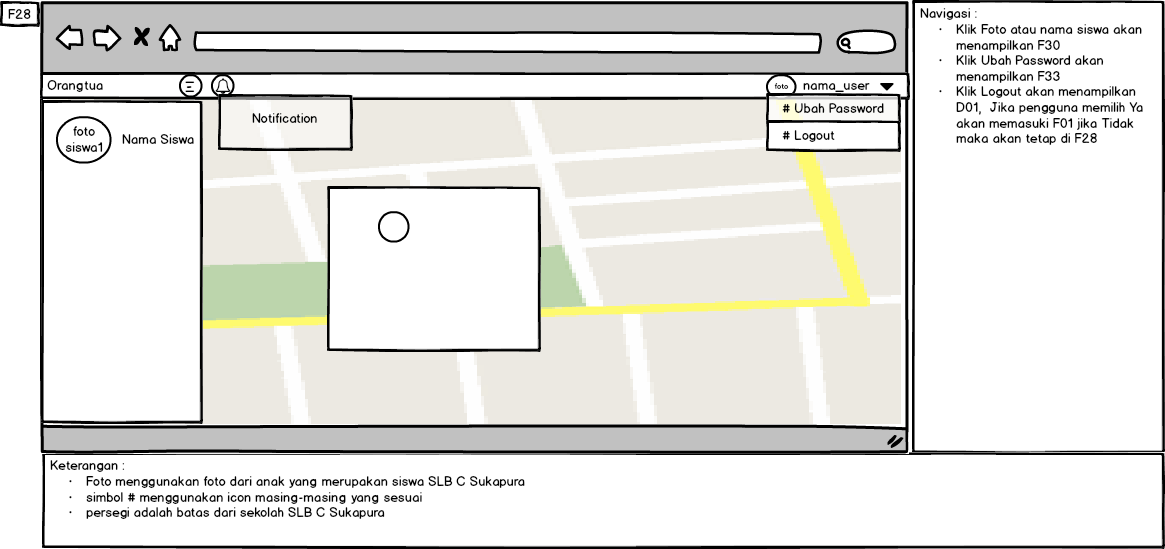 F28
Orangtua
foto
nama_user
Notification
# Ubah Password
# Logout
foto
siswa1
Nama Siswa
Navigasi :
· Klik Foto atau nama siswa akan
menampilkan F30
· Klik Ubah Password akan
menampilkan F33
· Klik Logout akan menampilkan
D01, Jika pengguna memilih Ya
akan memasuki F01 jika Tidak
maka akan tetap di F28
Keterangan :
· Foto menggunakan foto dari anak yang merupakan siswa SLB C Sukapura
· simbol # menggunakan icon masing-masing yang sesuai
· persegi adalah batas dari sekolah SLB C Sukapura